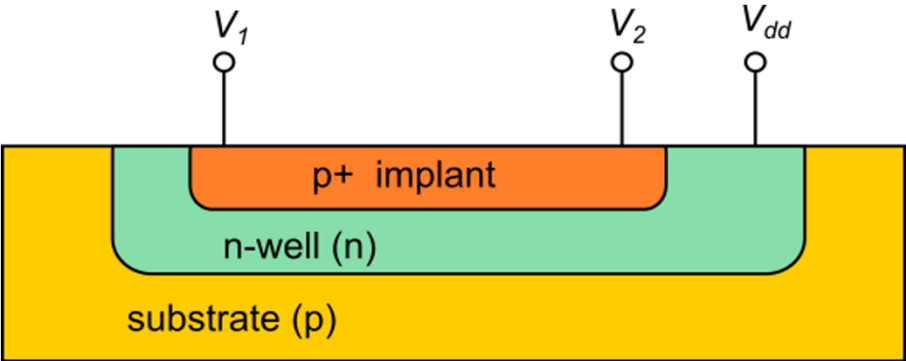 V1 V2 Vdd
p+ implant
n-well (n)
substrate (p)